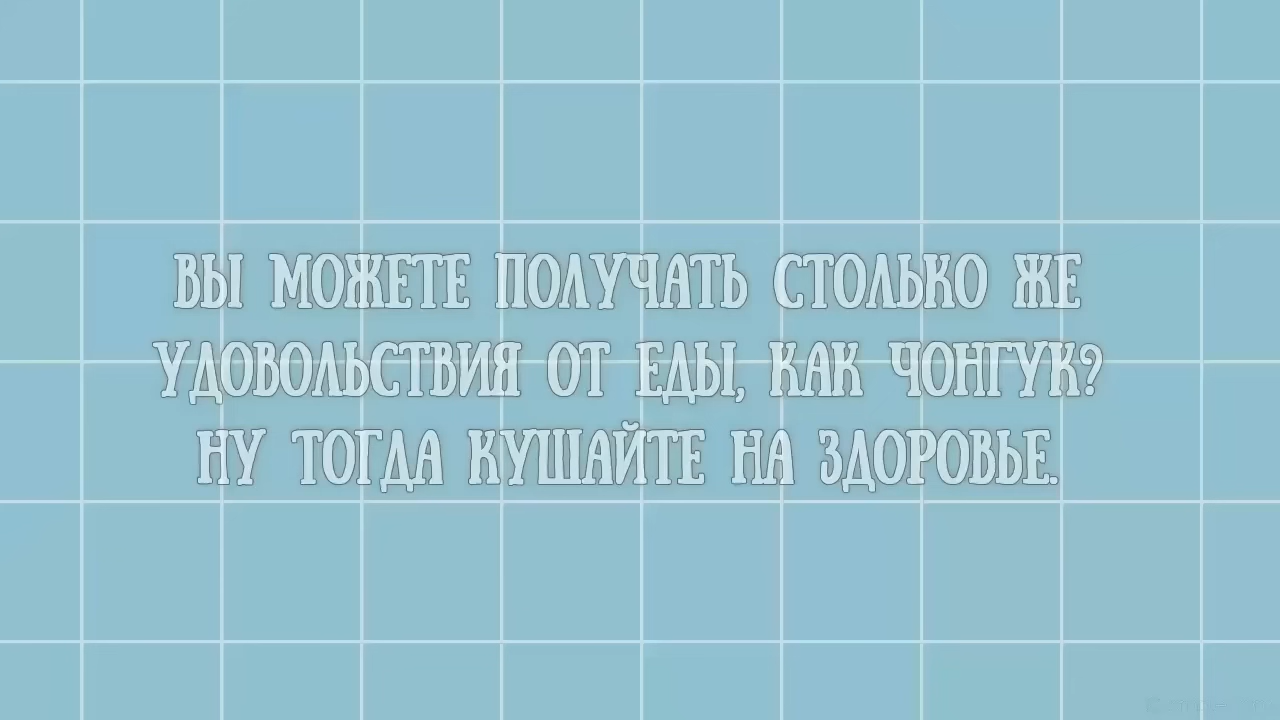 ВЫ МОЖЕТЕ ПОЛУЧАТЬ СТОЛЬКО ЖЕ
УДОВОЛЬСТВИЯ ОТ ЕДЫ, КАК ЧОНГУК?
НУ ТОГДА КУШАЙТЕ НА ЗДОРОВЬЕ.